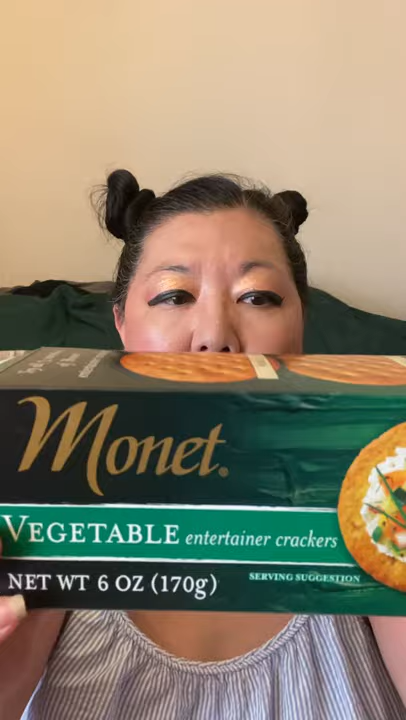 Monet®
VEGETABLE entertainer crackers
NET WT 6 OZ (170g)
SERVING SUGGESTION